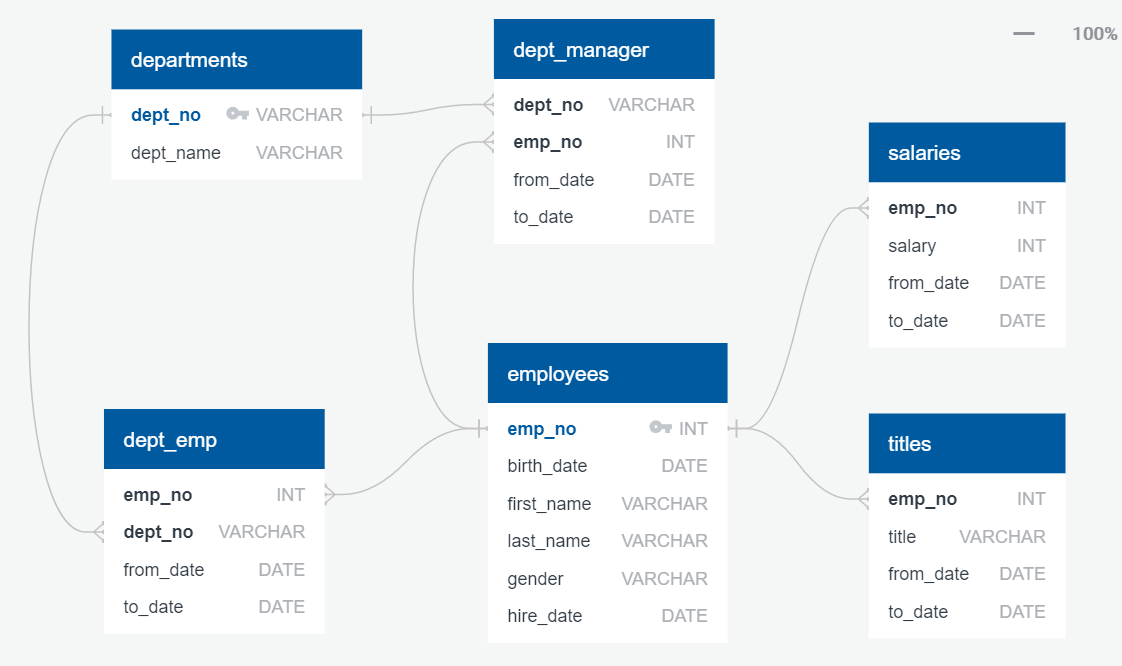 departments
dept_no VARCHAR
dept_name VARCHAR
dept_manager
dept_no VARCHAR
emp_no INT
from_date DATE
to_date DATE
100%
salaries
emp_no INT
salary INT
from_date DATE
to_date DATE
employees
emp_no INT
birth_date DATE
first_name VARCHAR
last_name VARCHAR
gender VARCHAR
hire_date DATE
dept_emp
emp_no INT
dept_no VARCHAR
from_date DATE
to_date DATE
titles
emp_no INT
title VARCHAR
from_date DATE
to_date DATE